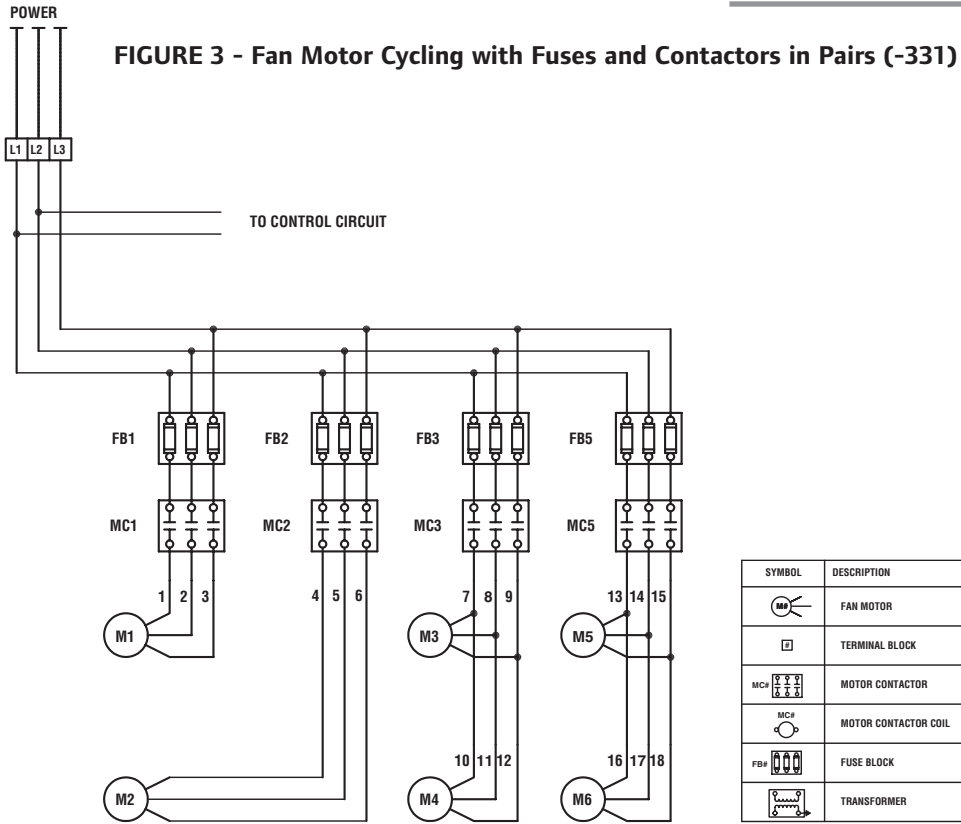 POWER
FIGURE 3 - Fan Motor Cycling with Fuses and Contactors in Pairs (-331)
L1 L2 L3
TO CONTROL CIRCUIT
FB1 FB2 FB3 FB5
MC1 MC2 MC3 MC5
1 2 3 4 5 6 7 8 9 13 14 15
M1 M3 M5
10 11 12 16 17 18
M2 M4 M6
SYMBOL DESCRIPTION
M# FAN MOTOR
# TERMINAL BLOCK
MC# MOTOR CONTACTOR
MC# MOTOR CONTACTOR COIL
FB# FUSE BLOCK
TRANSFORMER